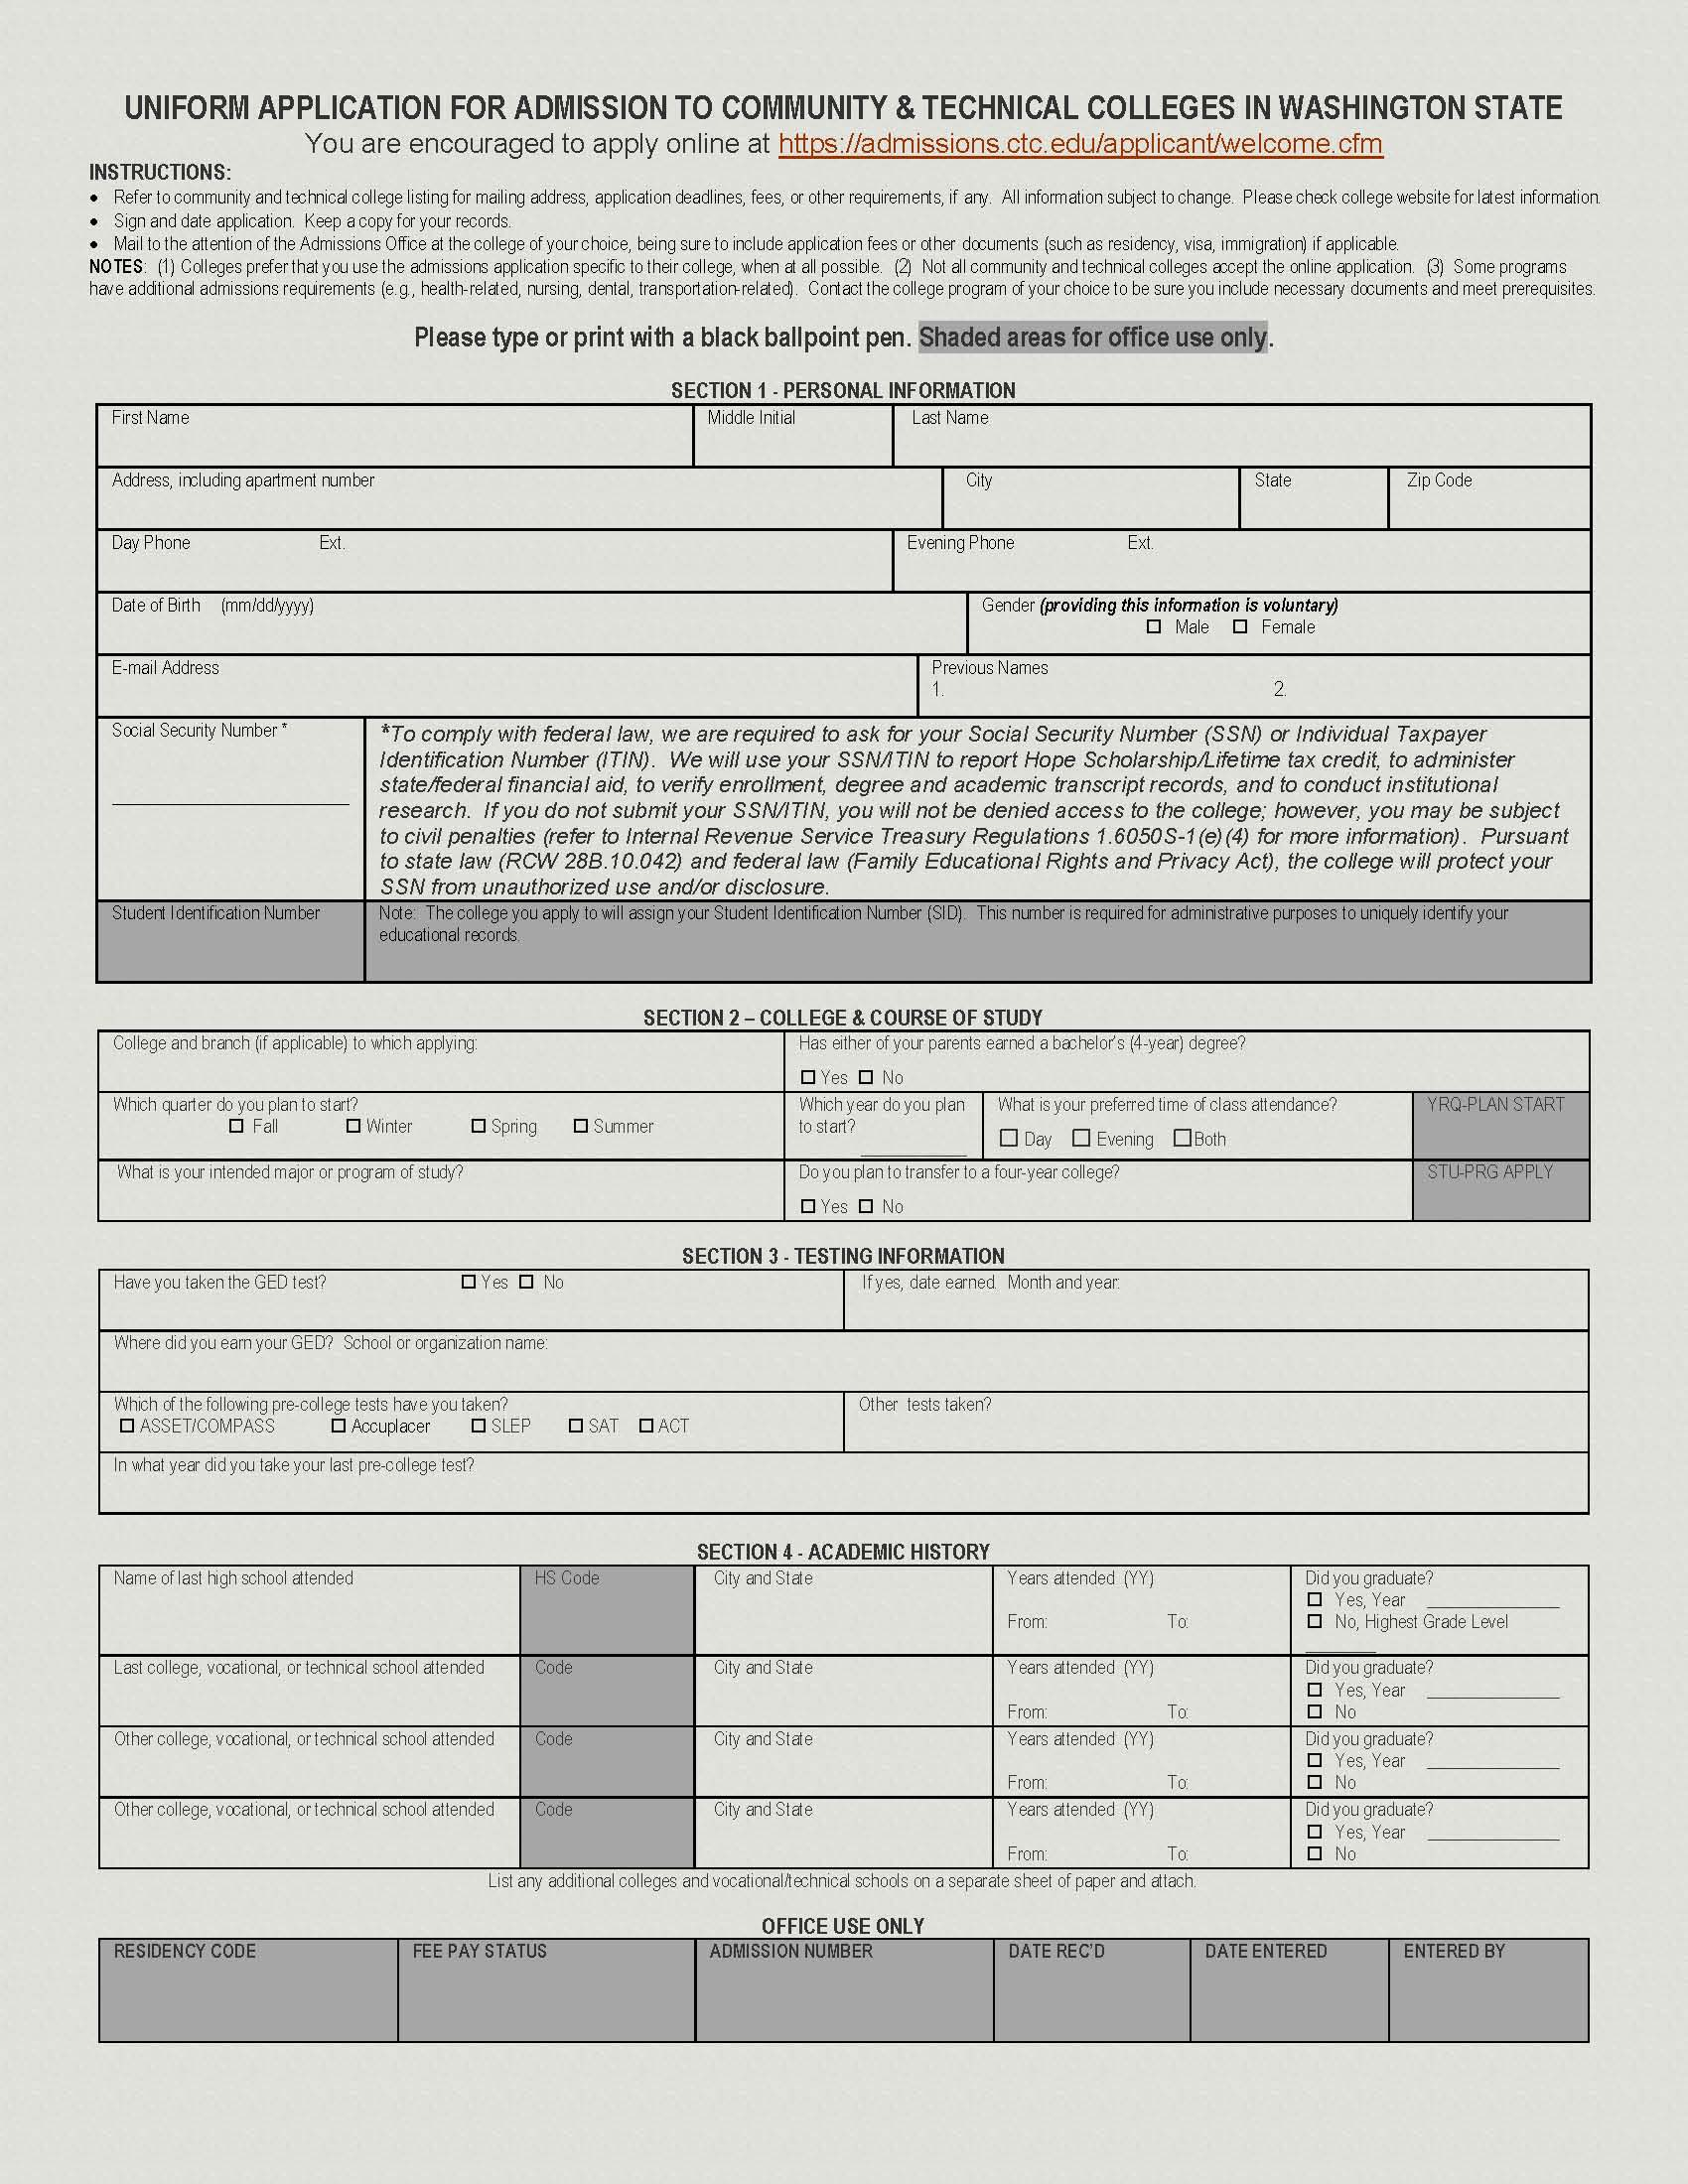 UNIFORM APPLICATION FOR ADMISSION TO COMMUNITY & TECHNICAL COLLEGES IN WASHINGTON STATE
You are encouraged to apply online at https://admissions.ctc.edu/applicant/welcome.cfm
INSTRUCTIONS:
• Refer to community and technical college listing for mailing address, application deadlines, fees, or other requirements, if any. All information subject to change. Please check college website for latest information.
• Sign and date application. Keep a copy for your records.
• Mail to the attention of the Admissions Office at the college of your choice, being sure to include application fees or other documents (such as residency, visa, immigration) if applicable.
NOTES: (1) Colleges prefer that you use the admissions application specific to their college, when at all possible. (2) Not all community and technical colleges accept the online application. (3) Some programs
have additional admissions requirements (e.g., health-related, nursing, dental, transportation-related). Contact the college program of your choice to be sure you include necessary documents and meet prerequisites.
Please type or print with a black ballpoint pen. Shaded areas for office use only.
SECTION 1 - PERSONAL INFORMATION
First Name Middle Initial Last Name
Address, including apartment number City State Zip Code
Day Phone Ext. Evening Phone Ext.
Date of Birth (mm/dd/yyyy) Gender (providing this information is voluntary)
☐ Male ☐ Female
E-mail Address Previous Names
1. 2.
Social Security Number *
*To comply with federal law, we are required to ask for your Social Security Number (SSN) or Individual Taxpayer
Identification Number (ITIN). We will use your SSN/ITIN to report Hope Scholarship/Lifetime tax credit, to administer
state/federal financial aid, to verify enrollment, degree and academic transcript records, and to conduct institutional
research. If you do not submit your SSN/ITIN, you will not be denied access to the college; however, you may be subject
to civil penalties (refer to Internal Revenue Service Treasury Regulations 1.6050S-1(e)(4) for more information). Pursuant
to state law (RCW 28B.10.042) and federal law (Family Educational Rights and Privacy Act), the college will protect your
SSN from unauthorized use and/or disclosure.
Student Identification Number
Note: The college you apply to will assign your Student Identification Number (SID). This number is required for administrative purposes to uniquely identify your
educational records.
SECTION 2 – COLLEGE & COURSE OF STUDY
College and branch (if applicable) to which applying: Has either of your parents earned a bachelor's (4-year) degree?
☐ Yes ☐ No
Which quarter do you plan to start?
☐ Fall ☐ Winter ☐ Spring ☐ Summer
Which year do you plan
to start?
What is your preferred time of class attendance?
☐ Day ☐ Evening ☐ Both
YRQ-PLAN START
What is your intended major or program of study? Do you plan to transfer to a four-year college?
☐ Yes ☐ No
STU-PRG APPLY
SECTION 3 - TESTING INFORMATION
Have you taken the GED test? ☐ Yes ☐ No If yes, date earned. Month and year:
Where did you earn your GED? School or organization name:
Which of the following pre-college tests have you taken? Other tests taken?
☐ ASSET/COMPASS ☐ Accuplacer ☐ SLEP ☐ SAT ☐ ACT
In what year did you take your last pre-college test?
SECTION 4 - ACADEMIC HISTORY
Name of last high school attended HS Code City and State Years attended (YY) Did you graduate?
☐ Yes, Year
From: To: ☐ No, Highest Grade Level
Last college, vocational, or technical school attended Code City and State Years attended (YY) Did you graduate?
☐ Yes, Year
From: To: ☐ No
Other college, vocational, or technical school attended Code City and State Years attended (YY) Did you graduate?
☐ Yes, Year
From: To: ☐ No
Other college, vocational, or technical school attended Code City and State Years attended (YY) Did you graduate?
☐ Yes, Year
From: To: ☐ No
List any additional colleges and vocational/technical schools on a separate sheet of paper and attach.
OFFICE USE ONLY
RESIDENCY CODE FEE PAY STATUS ADMISSION NUMBER DATE REC'D DATE ENTERED ENTERED BY